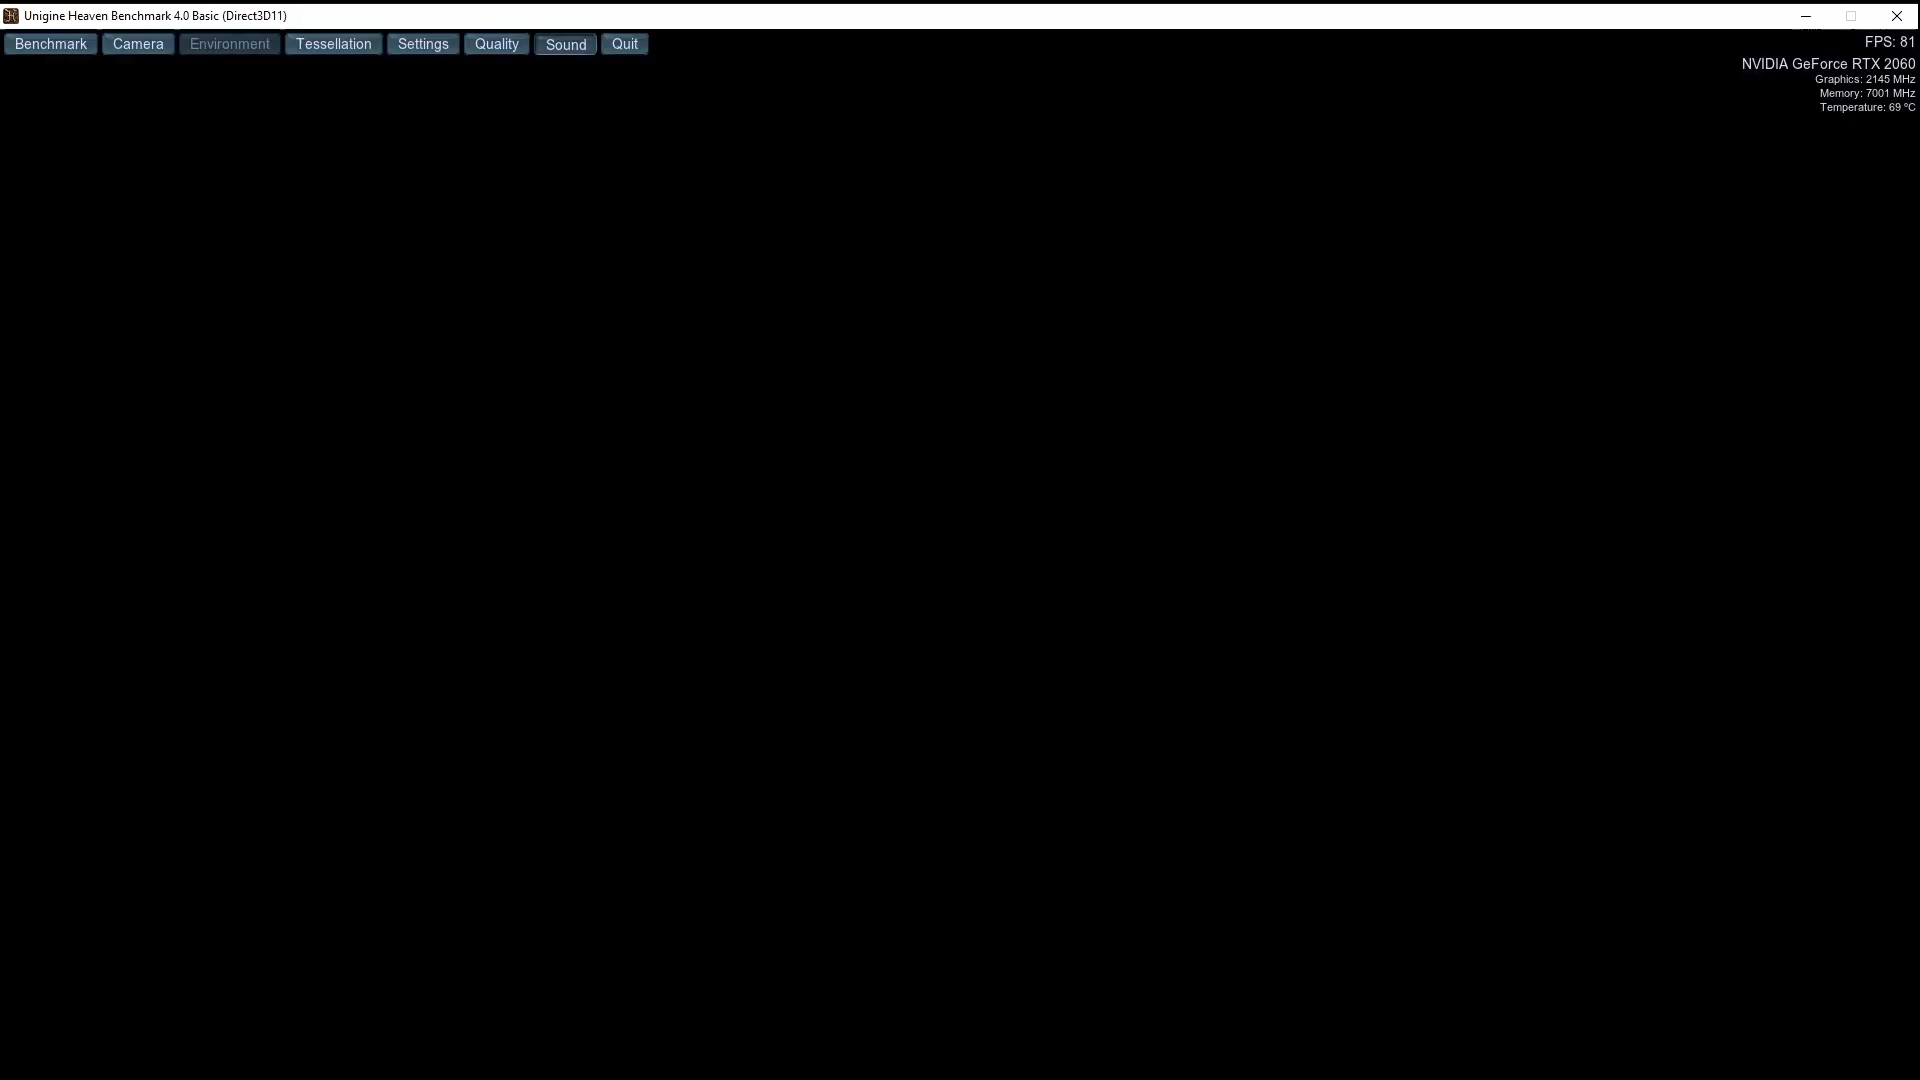 Unigine Heaven Benchmark 4.0 Basic (Direct3D11)
Benchmark Camera Environment Tessellation Settings Quality Sound Quit
FPS: 81
NVIDIA GeForce RTX 2060
Graphics: 2145 MHz
Memory: 7001 MHz
Temperature: 69 °C